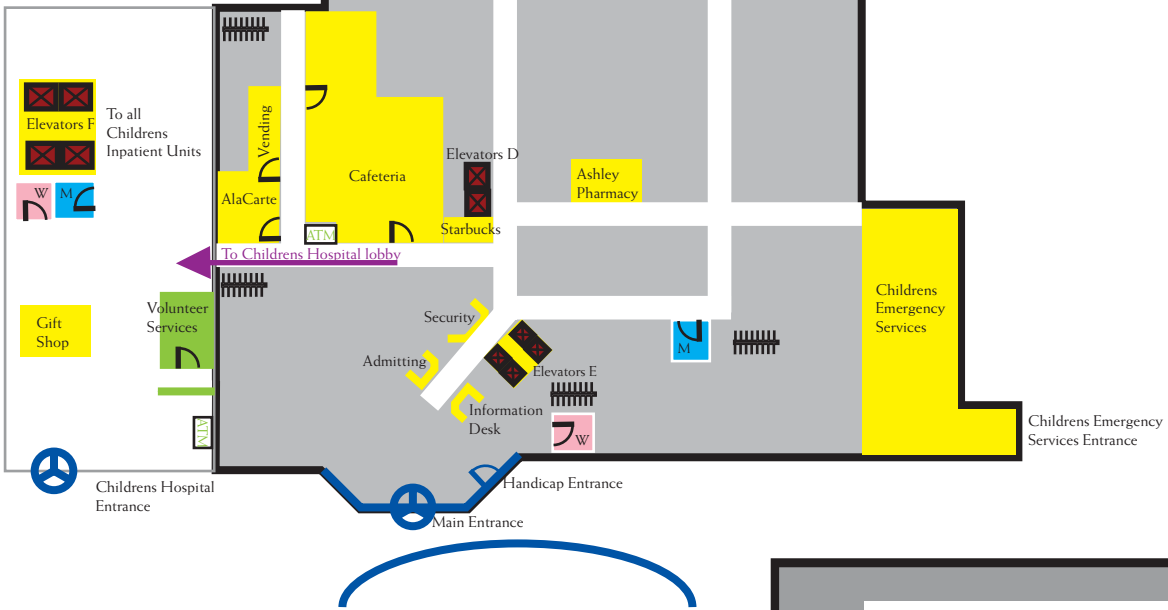 Elevators F
To all
Childrens
Inpatient Units
W
M
Vending
AlaCarte
Cafeteria
ATM
Elevators D
Starbucks
Ashley
Pharmacy
To Childrens Hospital lobby
Gift
Shop
Volunteer
Services
ATM
Security
Admitting
Elevators E
Information
Desk
W
M
Childrens
Emergency
Services
Childrens Emergency
Services Entrance
Childrens Hospital
Entrance
Handicap Entrance
Main Entrance